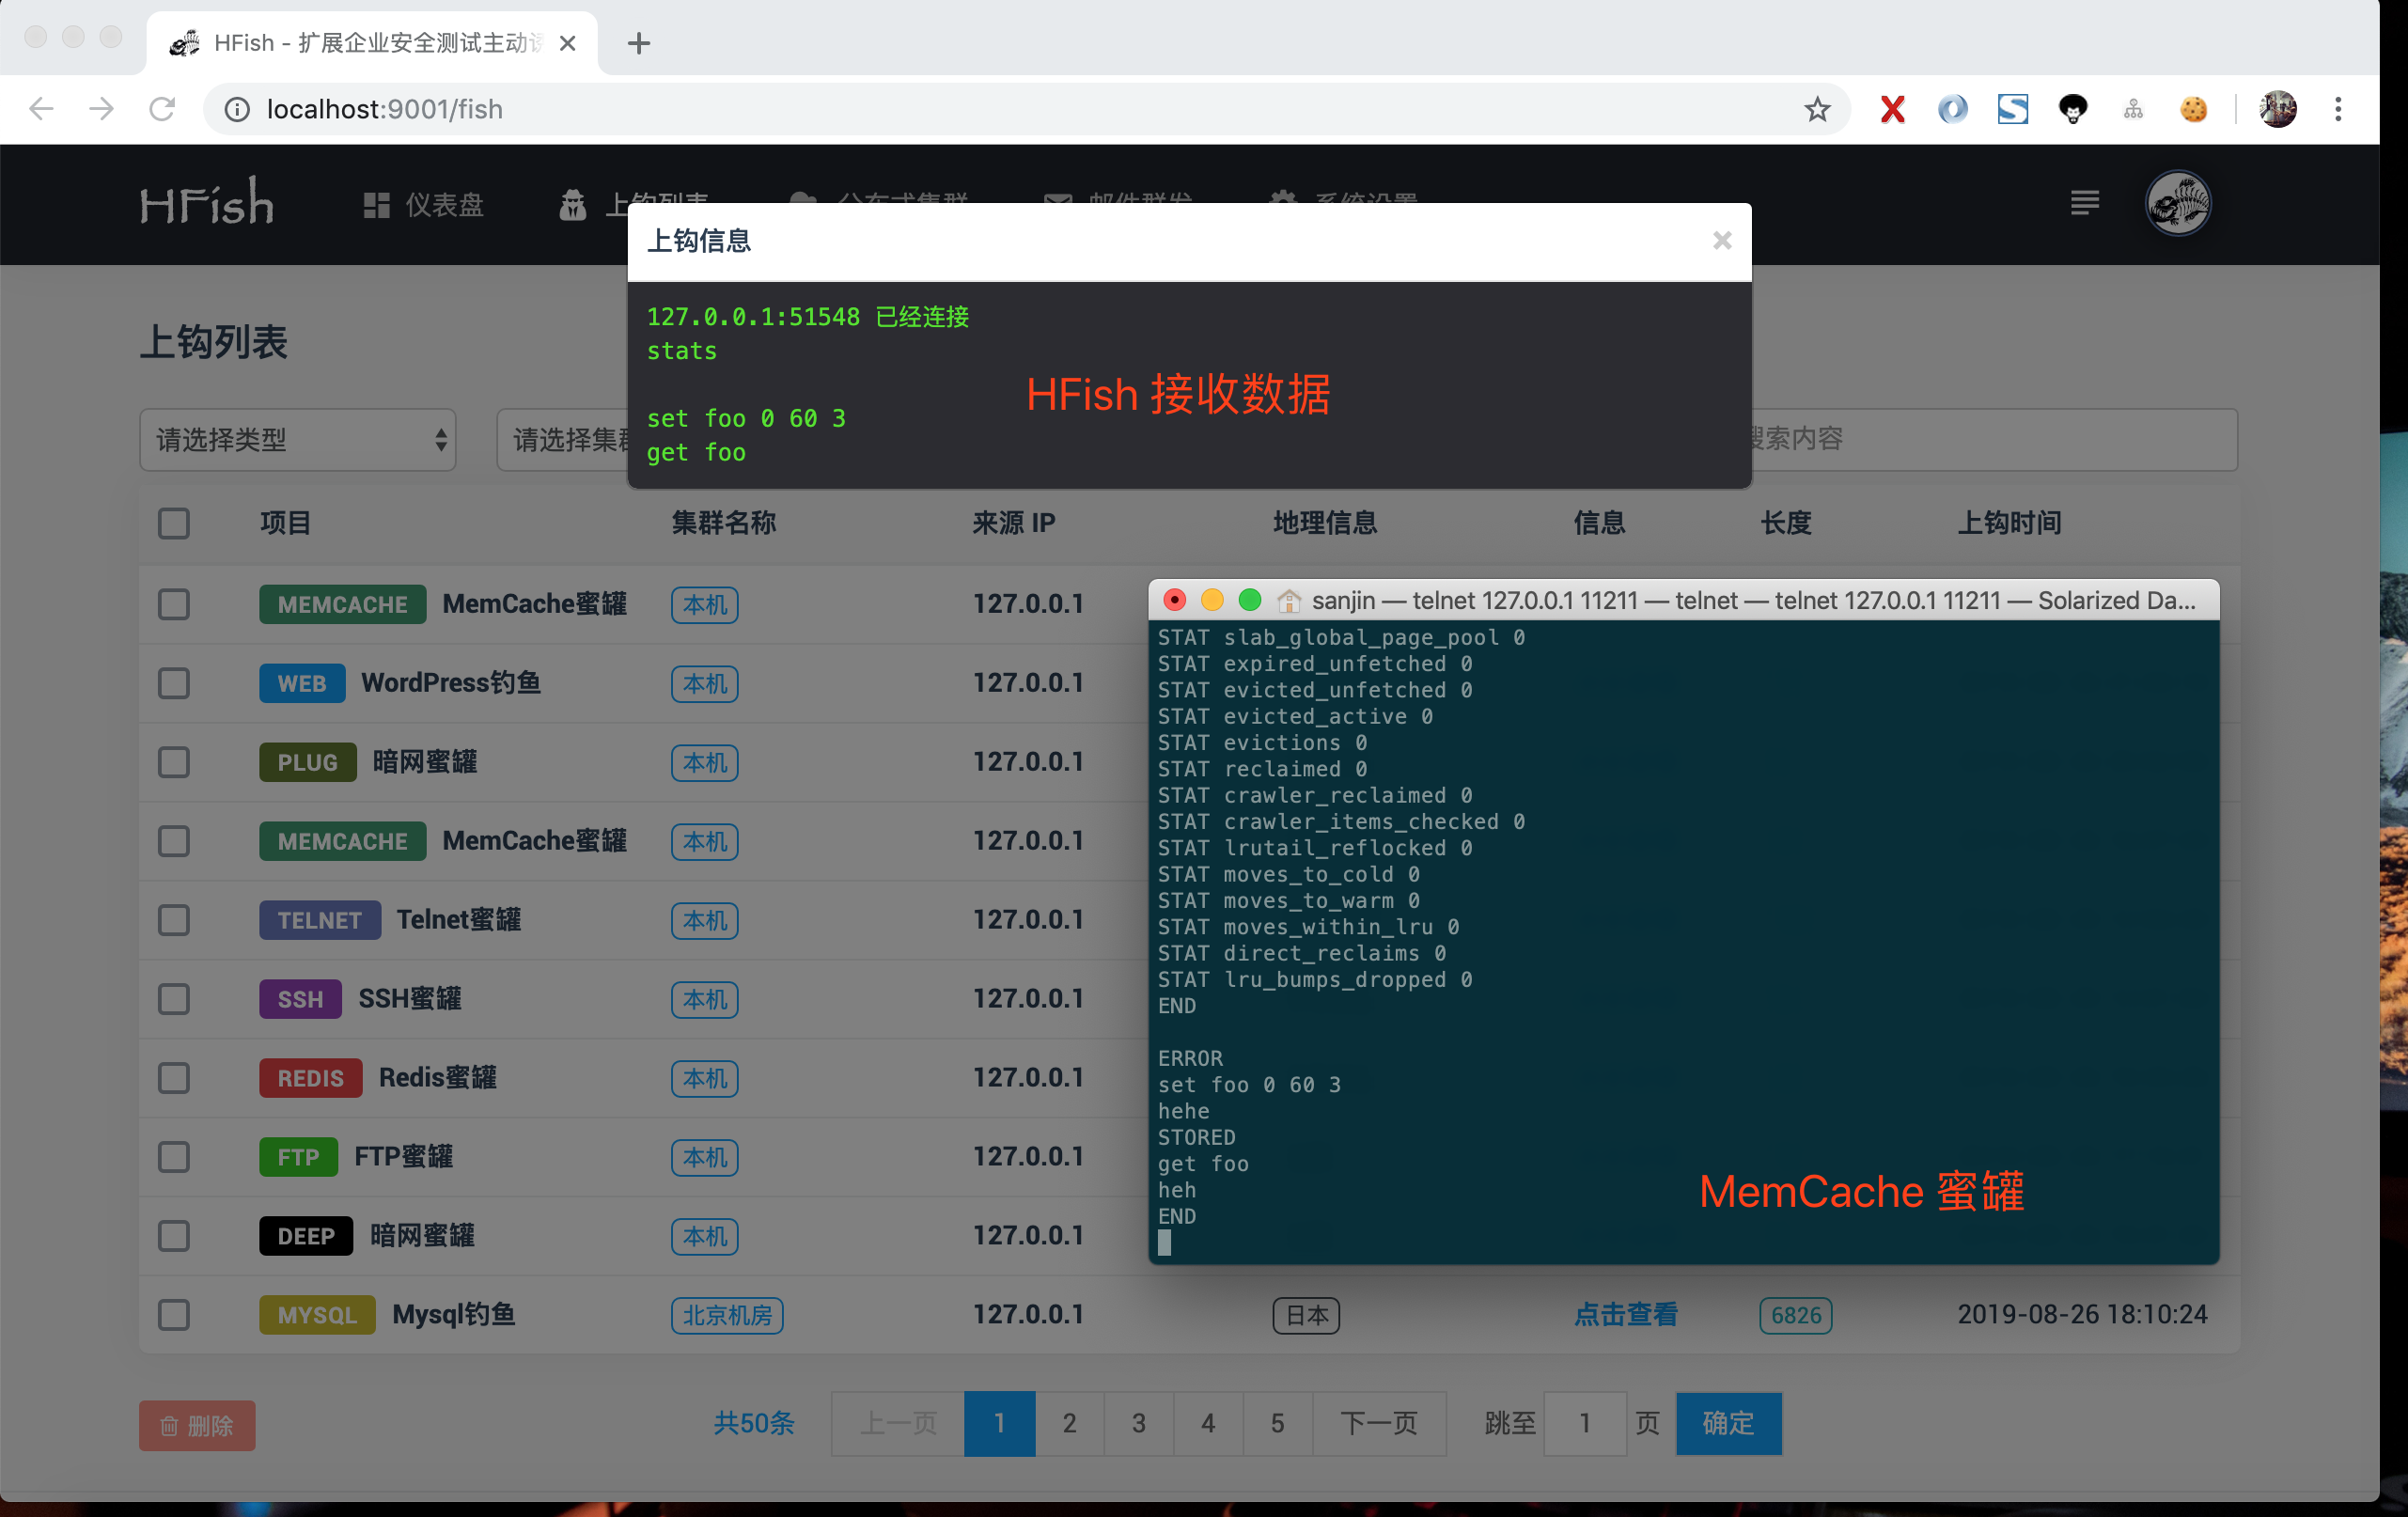 HFish - 扩展企业安全测试主动
localhost:9001/fish
HFish 仪表盘 上钩列表 分布式集群 邮件群发 系统设置
上钩信息
127.0.0.1:51548 已经连接
stats
set foo 0 60 3
get foo
HFish 接收数据
上钩列表
请选择类型 请选择集群 搜索内容
项目 集群名称 来源 IP 地理信息 信息 长度 上钩时间
MEMCACHE MemCache蜜罐 本机 127.0.0.1
WEB WordPress钓鱼 本机 127.0.0.1
PLUG 暗网蜜罐 本机 127.0.0.1
MEMCACHE MemCache蜜罐 本机 127.0.0.1
TELNET Telnet蜜罐 本机 127.0.0.1
SSH SSH蜜罐 本机 127.0.0.1
REDIS Redis蜜罐 本机 127.0.0.1
FTP FTP蜜罐 本机 127.0.0.1
DEEP 暗网蜜罐 本机 127.0.0.1
MYSQL Mysql钓鱼 北京机房 127.0.0.1 日本 点击查看 6826 2019-08-26 18:10:24
sanjin — telnet 127.0.0.1 11211 — telnet — telnet 127.0.0.1 11211 — Solarized Da...
STAT slab_global_page_pool 0
STAT expired_unfetched 0
STAT evicted_unfetched 0
STAT evicted_active 0
STAT evictions 0
STAT reclaimed 0
STAT crawler_reclaimed 0
STAT crawler_items_checked 0
STAT lrutail_reflocked 0
STAT moves_to_cold 0
STAT moves_to_warm 0
STAT moves_within_lru 0
STAT direct_reclaims 0
STAT lru_bumps_dropped 0
END
ERROR
set foo 0 60 3
hehe
STORED
get foo
heh
END
MemCache 蜜罐
删除 共50条 上一页 1 2 3 4 5 下一页 跳至 1 页 确定